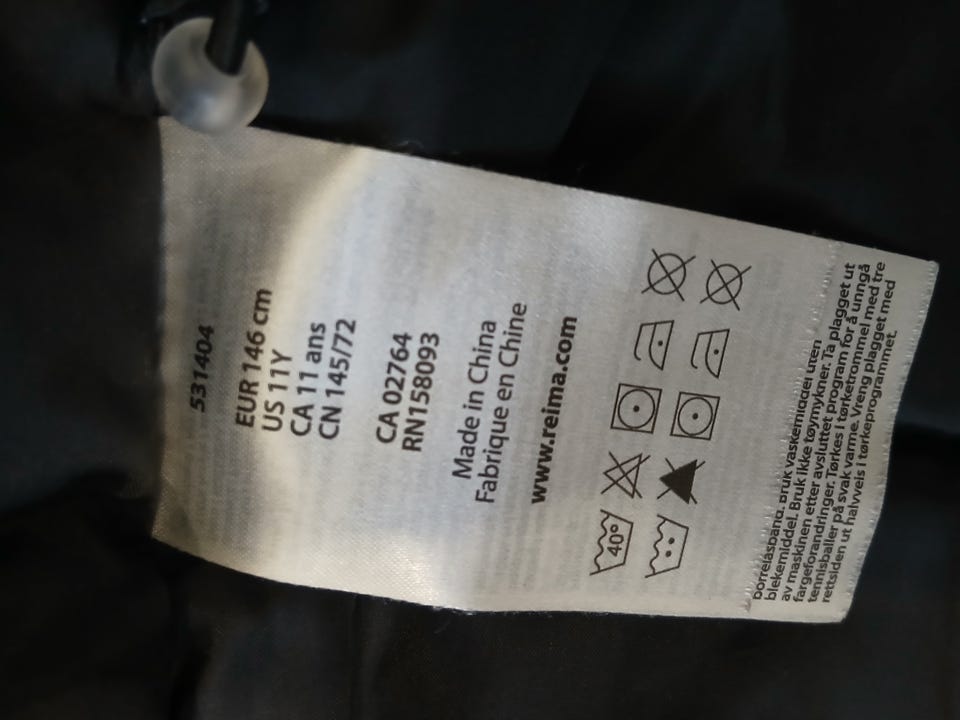 531404
EUR 146 cm
US 11Y
CA 11 ans
CN 145/72
CA 02764
RN158093
Made in China
Fabrique en Chine
www.reima.com
40°
borrelåsbånd. Bruk vaskemiddel uten
blekemiddel. Bruk ikke tøymykner. Ta plagget ut
av maskinen etter avsluttet program for å unngå
fargeforandringer. Tørkes i tørketrommel med tre
tennisballer på svak varme. Vreng plagget med
rettsiden ut halvveis i tørkeprogrammet.